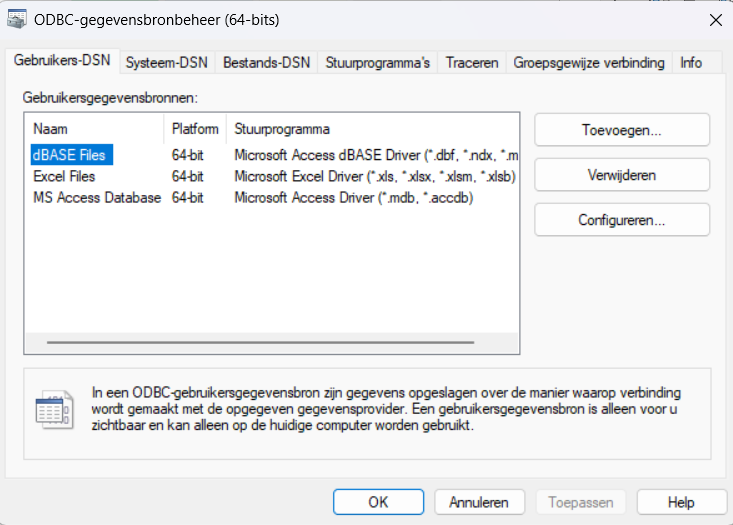 ODBC-gegevensbronbeheer (64-bits)
Gebruikers-DSN Systeem-DSN Bestands-DSN Stuurprogramma's Traceren Groepsgewijze verbinding Info
Gebruikersgegevensbronnen:
Naam Platform Stuurprogramma
dBASE Files 64-bit Microsoft Access dBASE Driver (*.dbf, *.ndx, *.m
Excel Files 64-bit Microsoft Excel Driver (*.xls, *.xlsx, *.xlsm, *.xlsb)
MS Access Database 64-bit Microsoft Access Driver (*.mdb, *.accdb)
Toevoegen...
Verwijderen
Configureren...
In een ODBC-gebruikersgegevensbron zijn gegevens opgeslagen over de manier waarop verbinding
wordt gemaakt met de opgegeven gegevensprovider. Een gebruikersgegevensbron is alleen voor u
zichtbaar en kan alleen op de huidige computer worden gebruikt.
OK Annuleren Toepassen Help